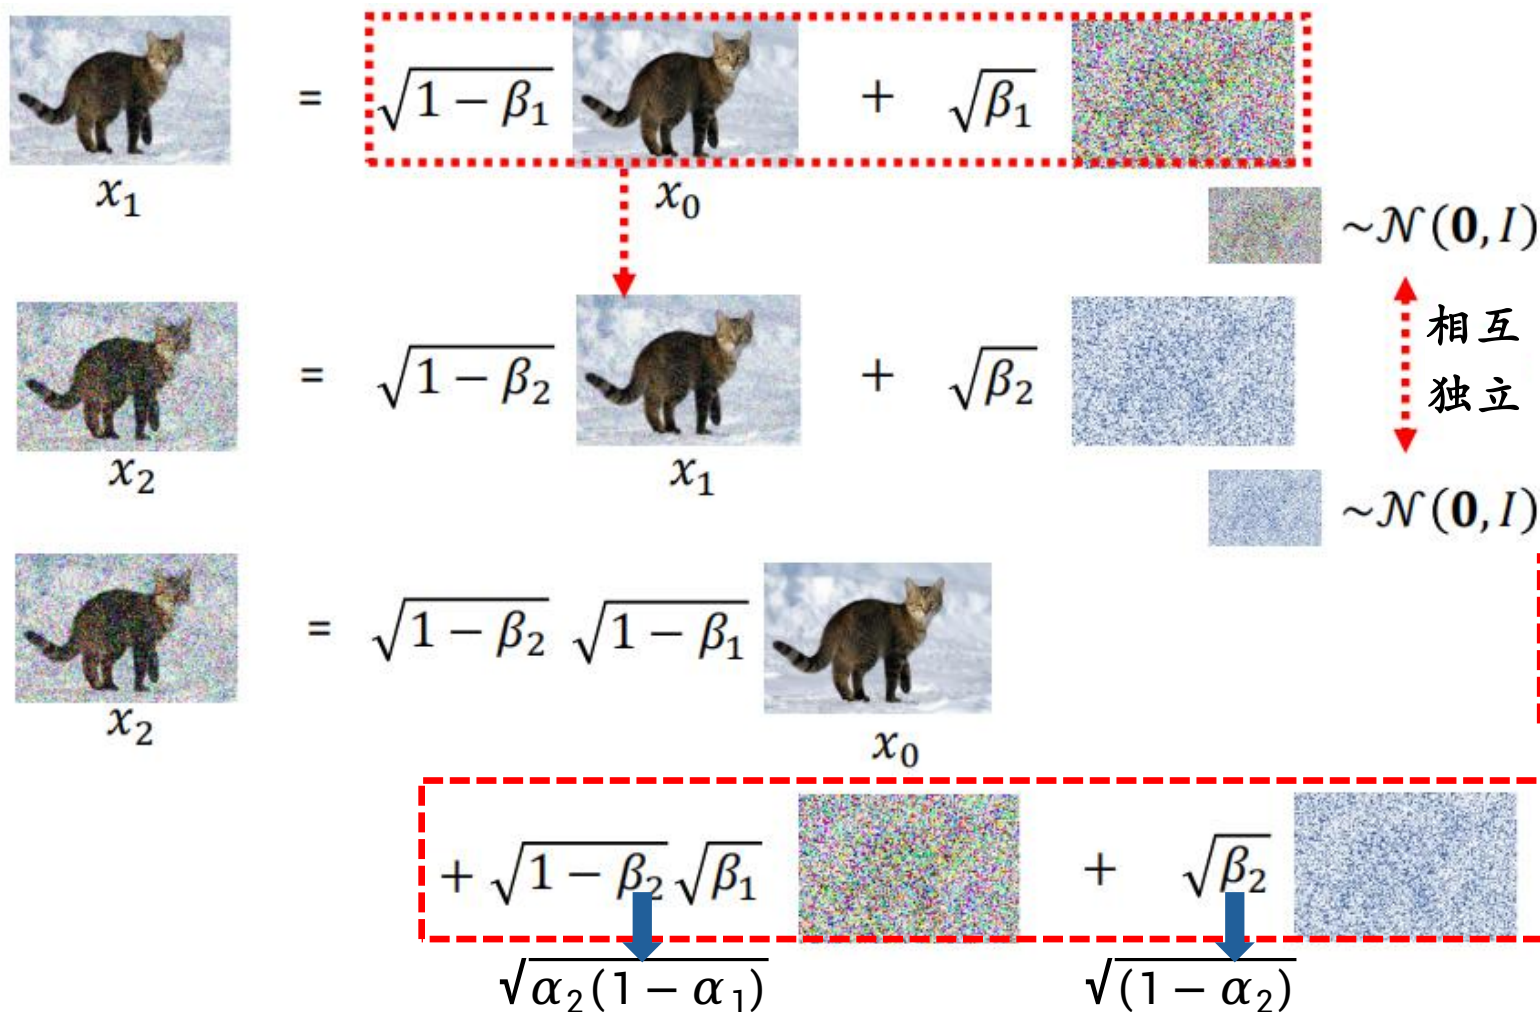 = √(1 − β₁) + √β₁
x₁ x₀
~𝒩(𝟎, I)
= √(1 − β₂) + √β₂
相互
独立
x₂ x₁
~𝒩(𝟎, I)
= √(1 − β₂) √(1 − β₁)
x₂ x₀
+ √(1 − β₂) √β₁ + √β₂
√(α₂(1 − α₁)) √((1 − α₂))